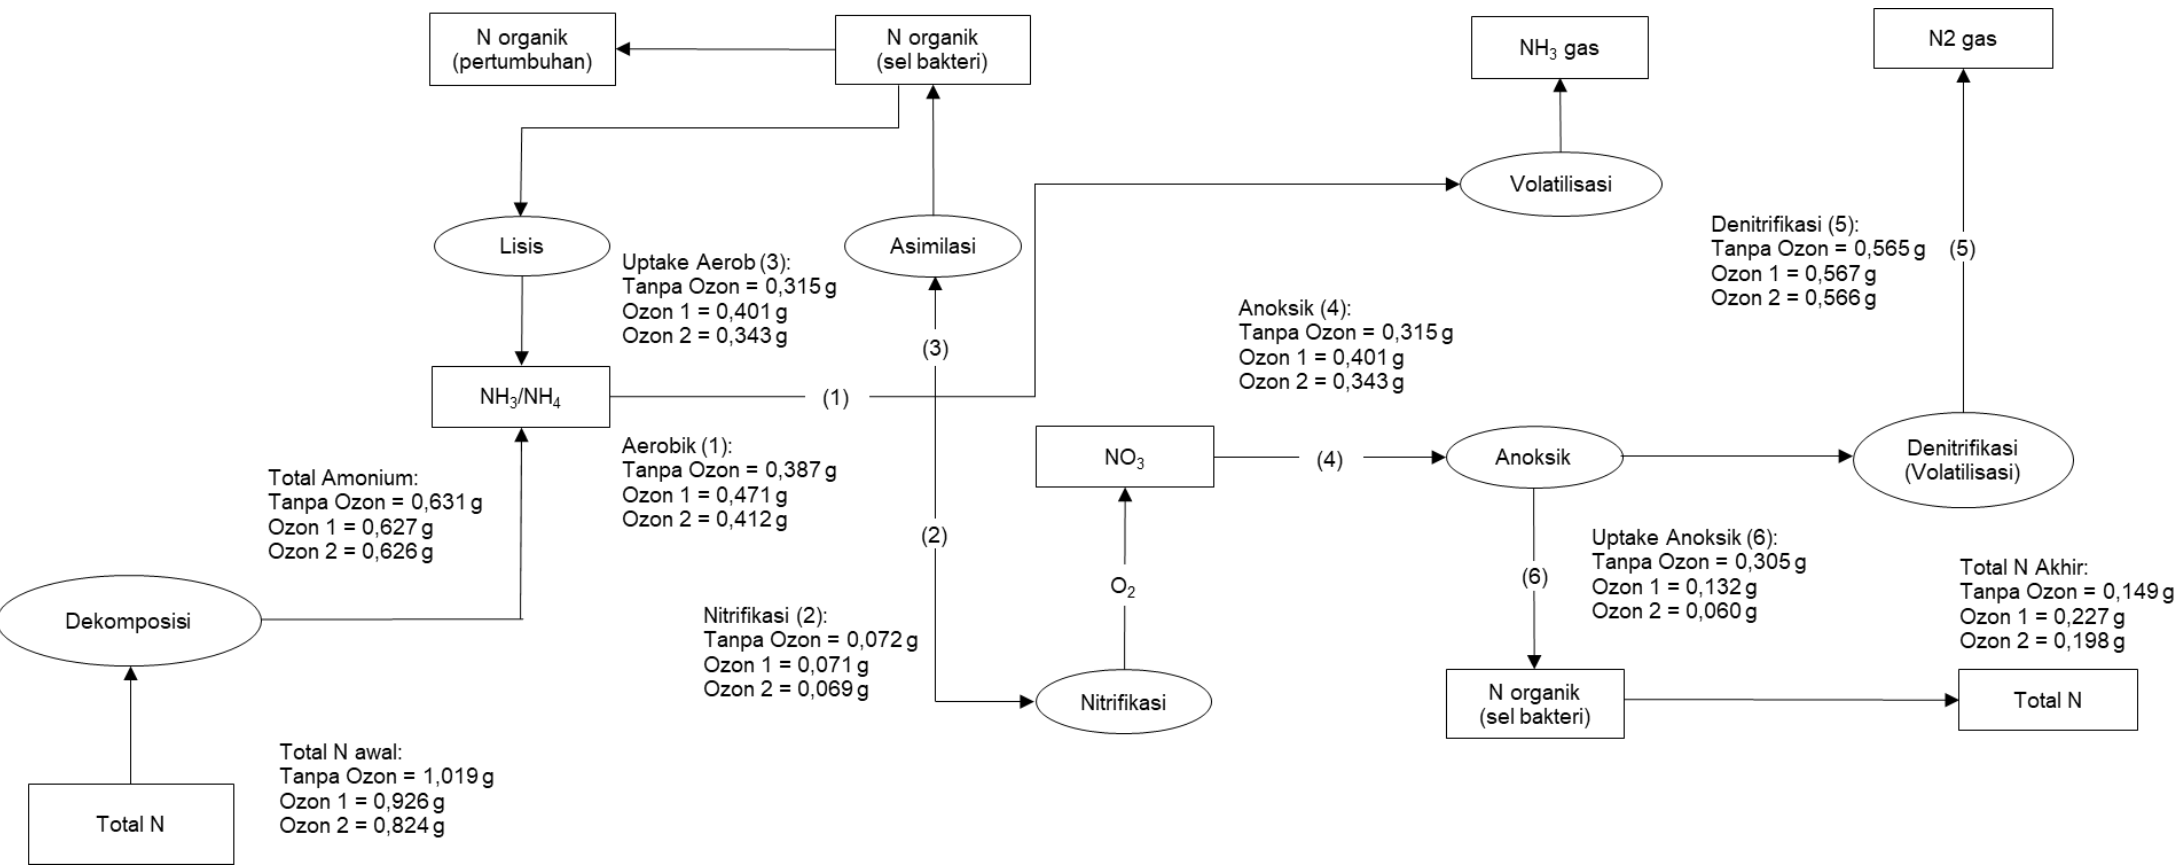 N organik
(pertumbuhan)
N organik
(sel bakteri)
NH₃ gas
N2 gas
Volatilisasi
Lisis
Asimilasi
Uptake Aerob (3):
Tanpa Ozon = 0,315 g
Ozon 1 = 0,401 g
Ozon 2 = 0,343 g
(3)
Denitrifikasi (5):
Tanpa Ozon = 0,565 g
Ozon 1 = 0,567 g
Ozon 2 = 0,566 g
(5)
Anoksik (4):
Tanpa Ozon = 0,315 g
Ozon 1 = 0,401 g
Ozon 2 = 0,343 g
NH₃/NH₄
(1)
Aerobik (1):
Tanpa Ozon = 0,387 g
Ozon 1 = 0,471 g
Ozon 2 = 0,412 g
NO₃
(4)
Anoksik
Denitrifikasi
(Volatilisasi)
Total Amonium:
Tanpa Ozon = 0,631 g
Ozon 1 = 0,627 g
Ozon 2 = 0,626 g
(2)
O₂
Uptake Anoksik (6):
Tanpa Ozon = 0,305 g
Ozon 1 = 0,132 g
Ozon 2 = 0,060 g
(6)
Total N Akhir:
Tanpa Ozon = 0,149 g
Ozon 1 = 0,227 g
Ozon 2 = 0,198 g
Dekomposisi
Nitrifikasi (2):
Tanpa Ozon = 0,072 g
Ozon 1 = 0,071 g
Ozon 2 = 0,069 g
Nitrifikasi
N organik
(sel bakteri)
Total N
Total N awal:
Tanpa Ozon = 1,019 g
Ozon 1 = 0,926 g
Ozon 2 = 0,824 g
Total N